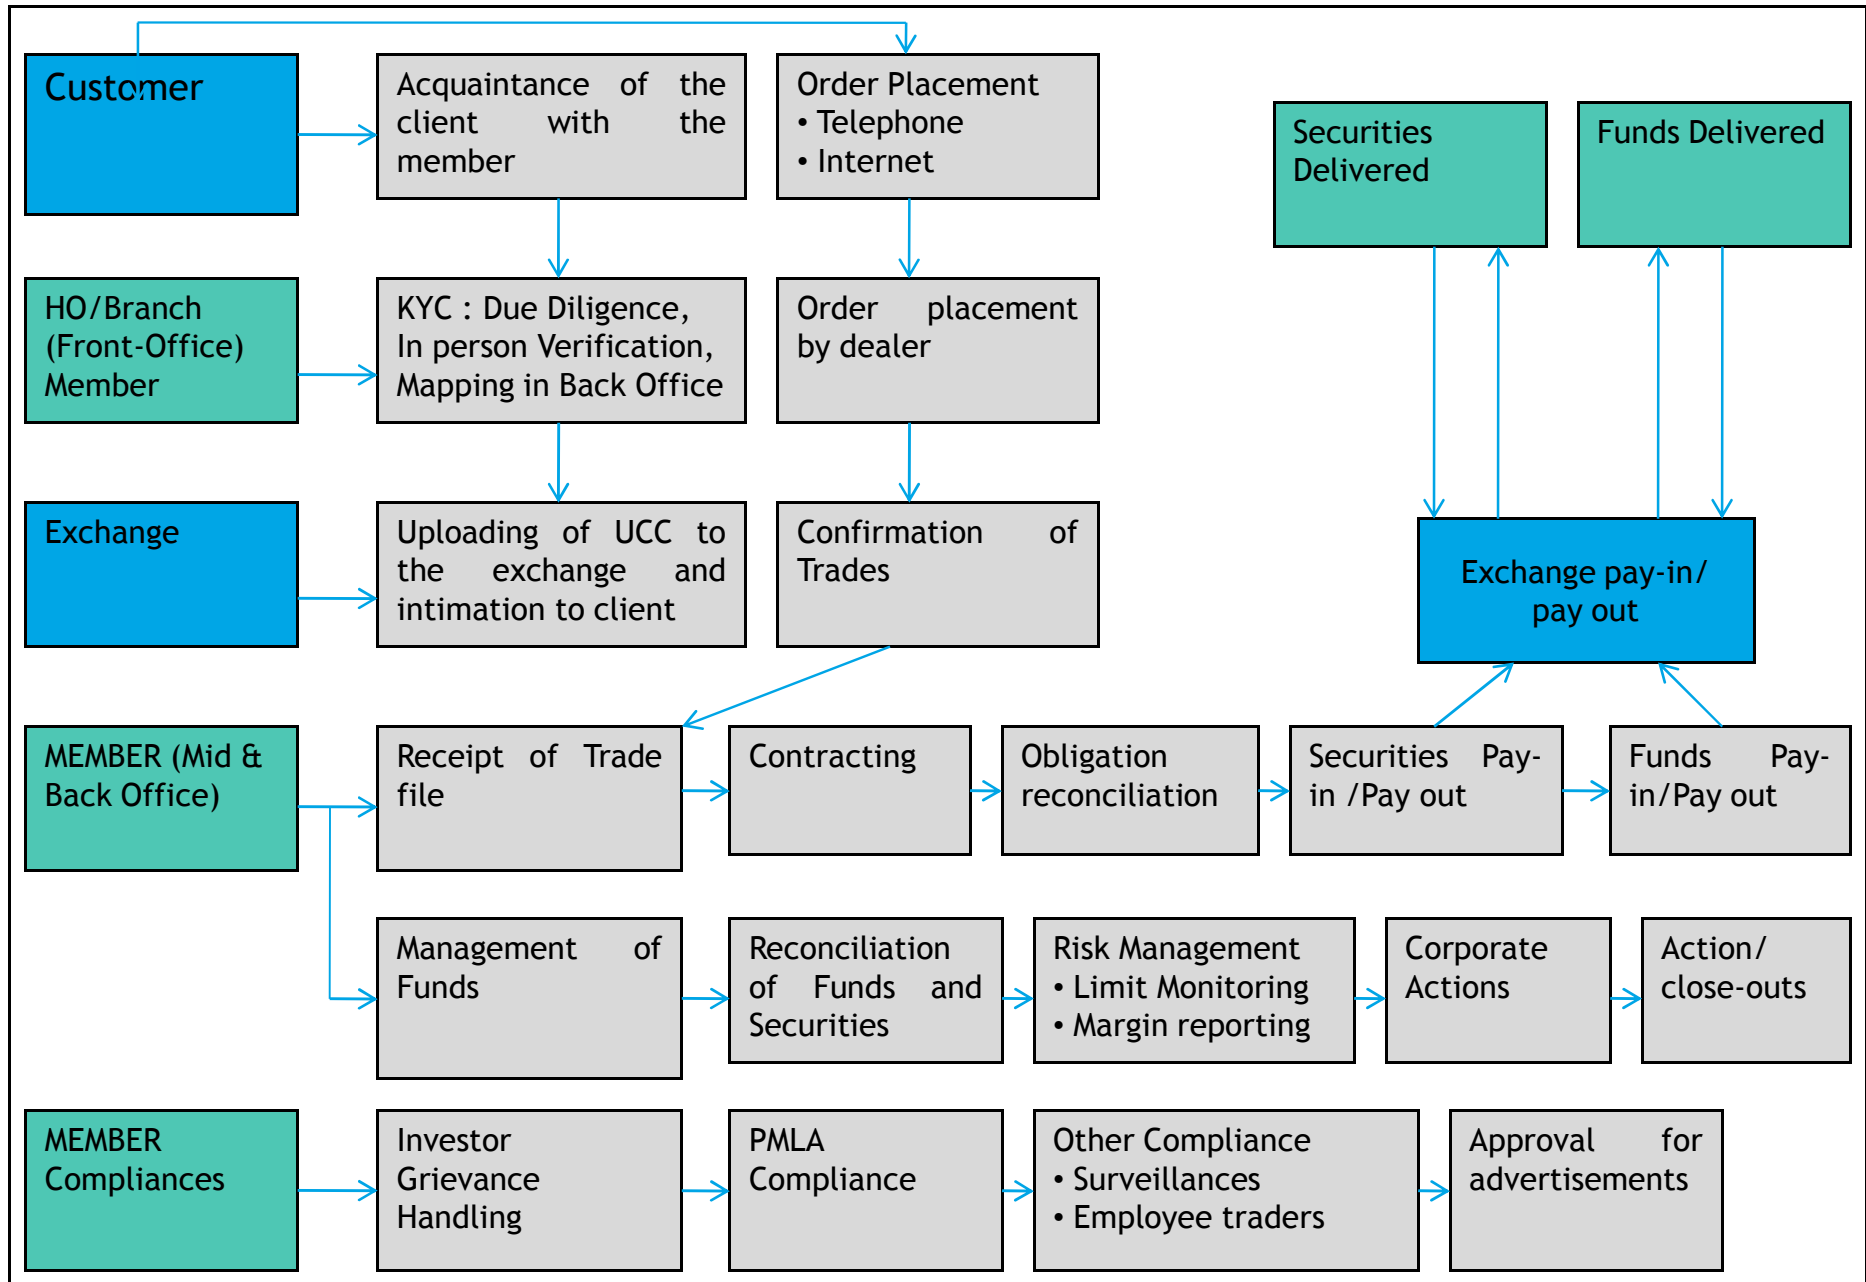 Customer
Acquaintance of the
client with the
member
Order Placement
• Telephone
• Internet
Securities
Delivered
Funds Delivered
HO/Branch
(Front-Office)
Member
KYC : Due Diligence,
In person Verification,
Mapping in Back Office
Order placement
by dealer
Exchange
Uploading of UCC to
the exchange and
intimation to client
Confirmation of
Trades
Exchange pay-in/
pay out
MEMBER (Mid &
Back Office)
Receipt of Trade
file
Contracting
Obligation
reconciliation
Securities Pay-
in /Pay out
Funds Pay-
in/Pay out
Management of
Funds
Reconciliation
of Funds and
Securities
Risk Management
• Limit Monitoring
• Margin reporting
Corporate
Actions
Action/
close-outs
MEMBER
Compliances
Investor
Grievance
Handling
PMLA
Compliance
Other Compliance
• Surveillances
• Employee traders
Approval for
advertisements